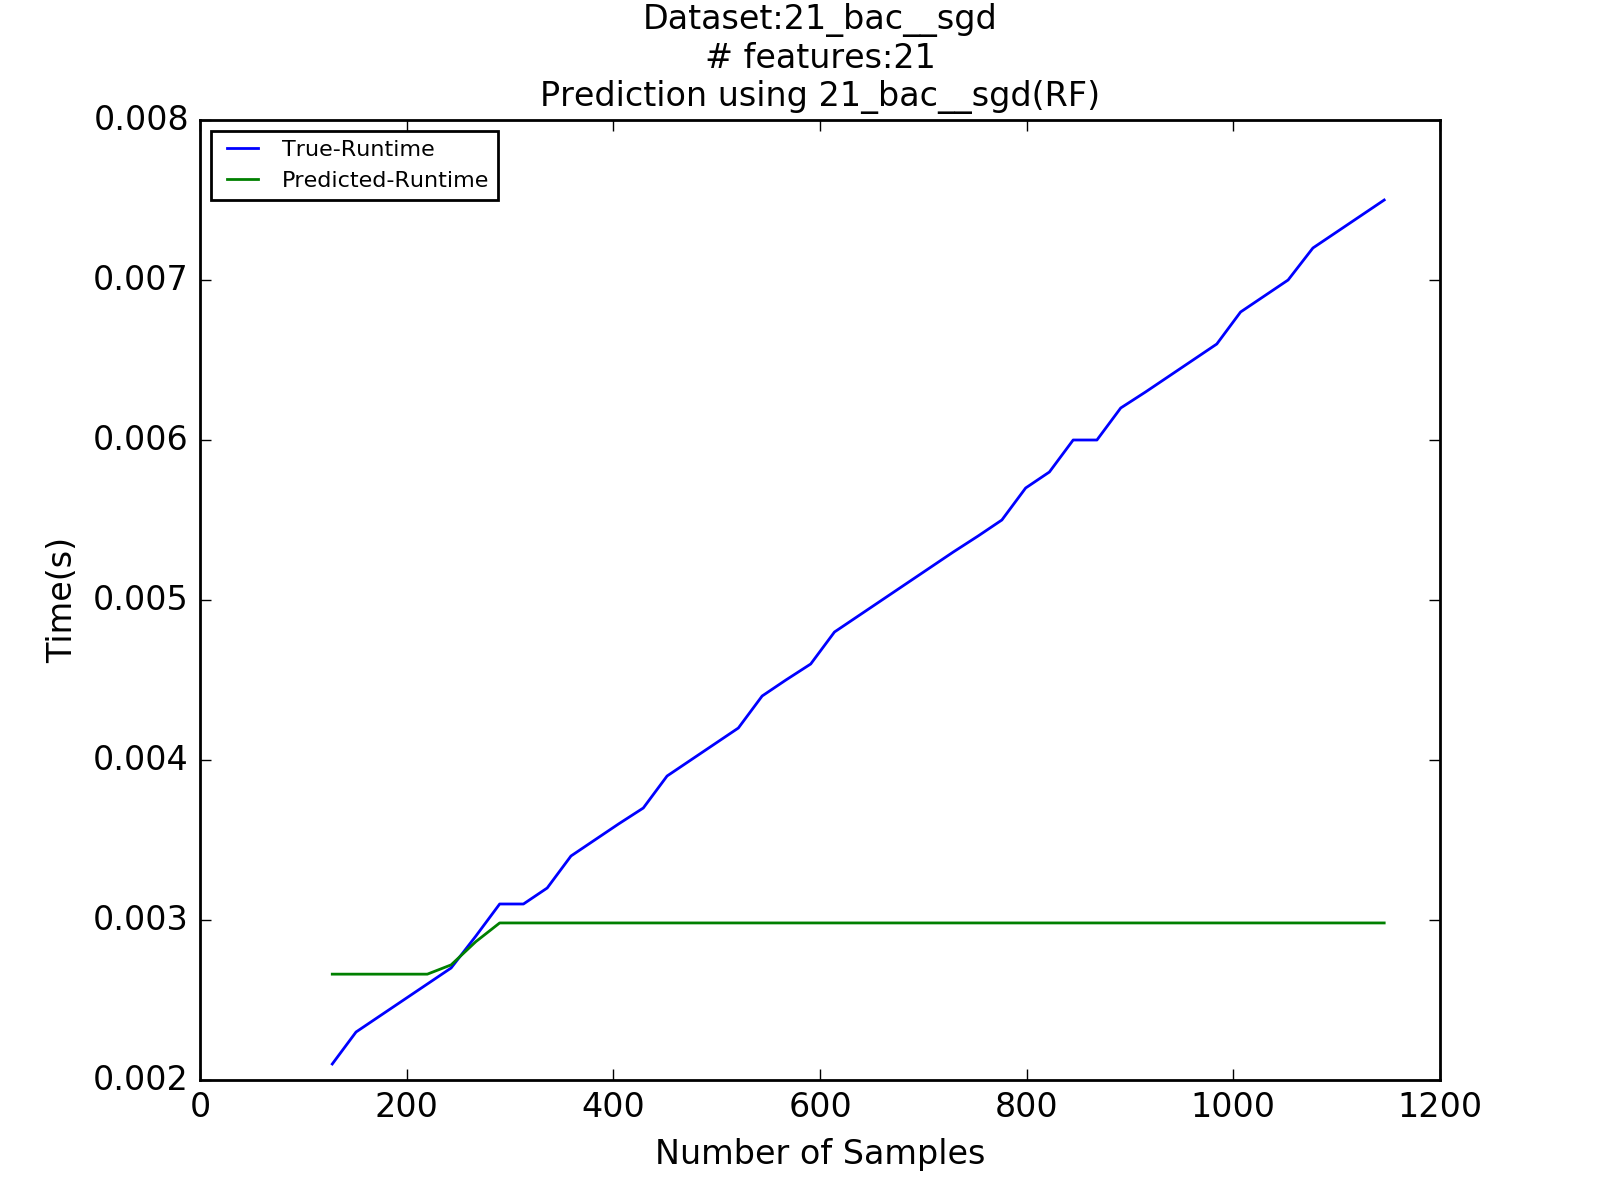 Dataset:21_bac__sgd
# features:21
Prediction using 21_bac__sgd(RF)
0.008
True-Runtime
Predicted-Runtime
0.007
0.006
0.005
0.004
0.003
0.002
Time(s)
0 200 400 600 800 1000 1200
Number of Samples